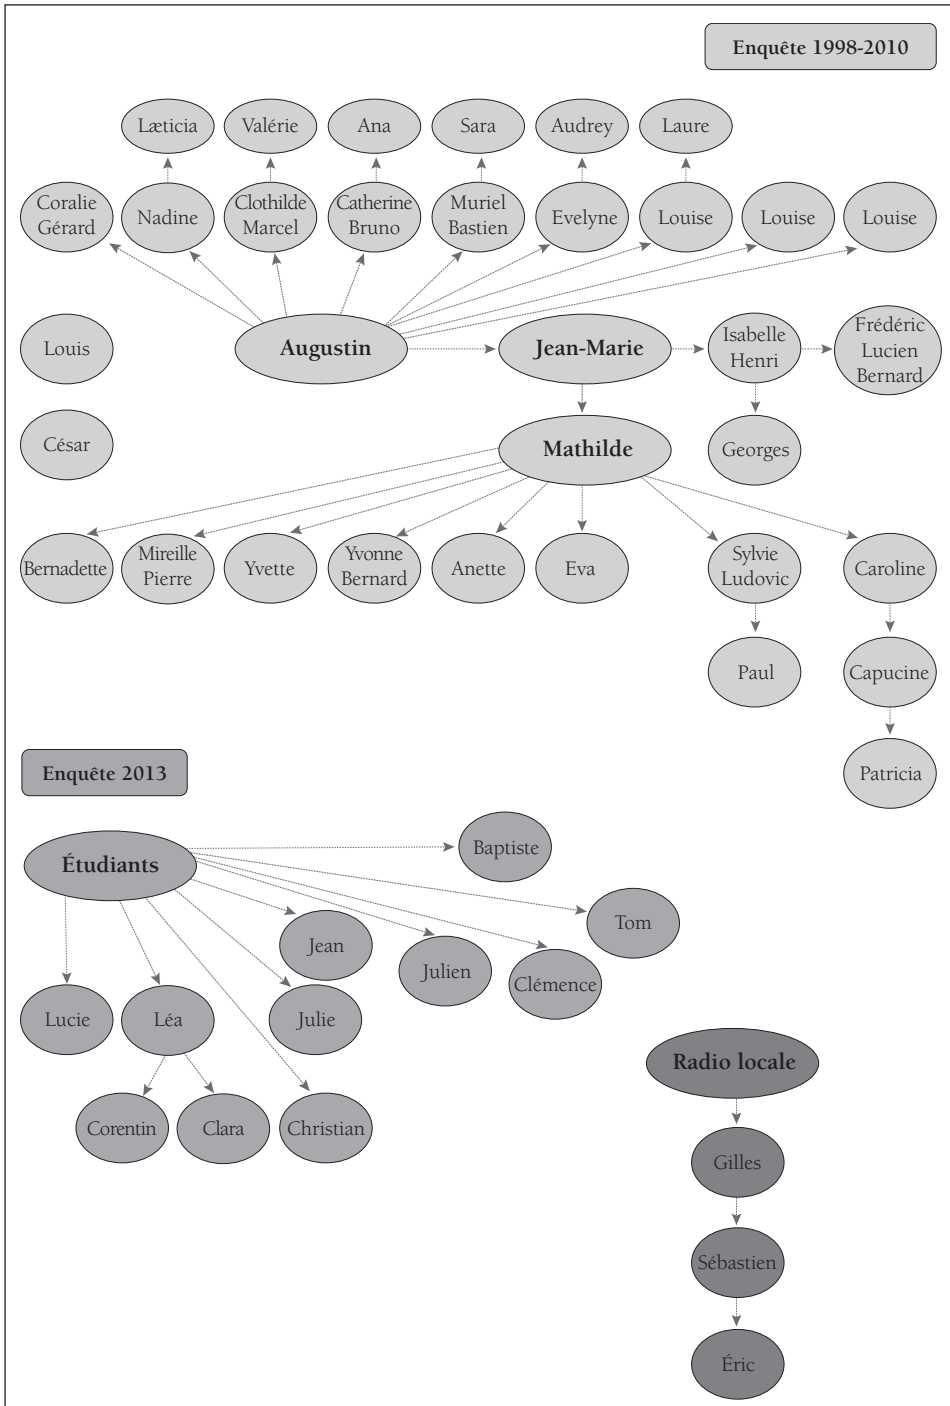 Enquête 1998-2010
Læticia
Valérie
Ana
Sara
Audrey
Laure
Coralie
Gérard
Nadine
Clothilde
Marcel
Catherine
Bruno
Muriel
Bastien
Evelyne
Louise
Louise
Louise
Louis
Augustin
Jean-Marie
Isabelle
Henri
Frédéric
Lucien
Bernard
César
Mathilde
Georges
Bernadette
Mireille
Pierre
Yvette
Yvonne
Bernard
Anette
Eva
Sylvie
Ludovic
Caroline
Paul
Capucine
Patricia
Enquête 2013
Étudiants
Baptiste
Tom
Jean
Julien
Clémence
Lucie
Léa
Julie
Corentin
Clara
Christian
Radio locale
Gilles
Sébastien
Éric